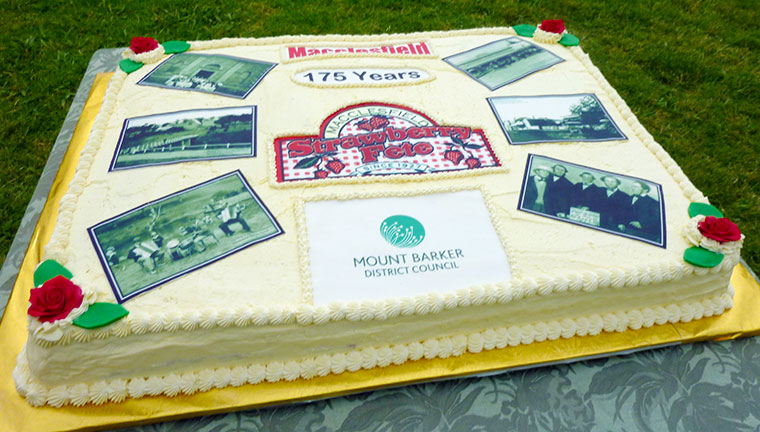 Macclesfield
175 Years
MACCLESFIELD
Strawberry
Fete
MOUNT BARKER
DISTRICT COUNCIL